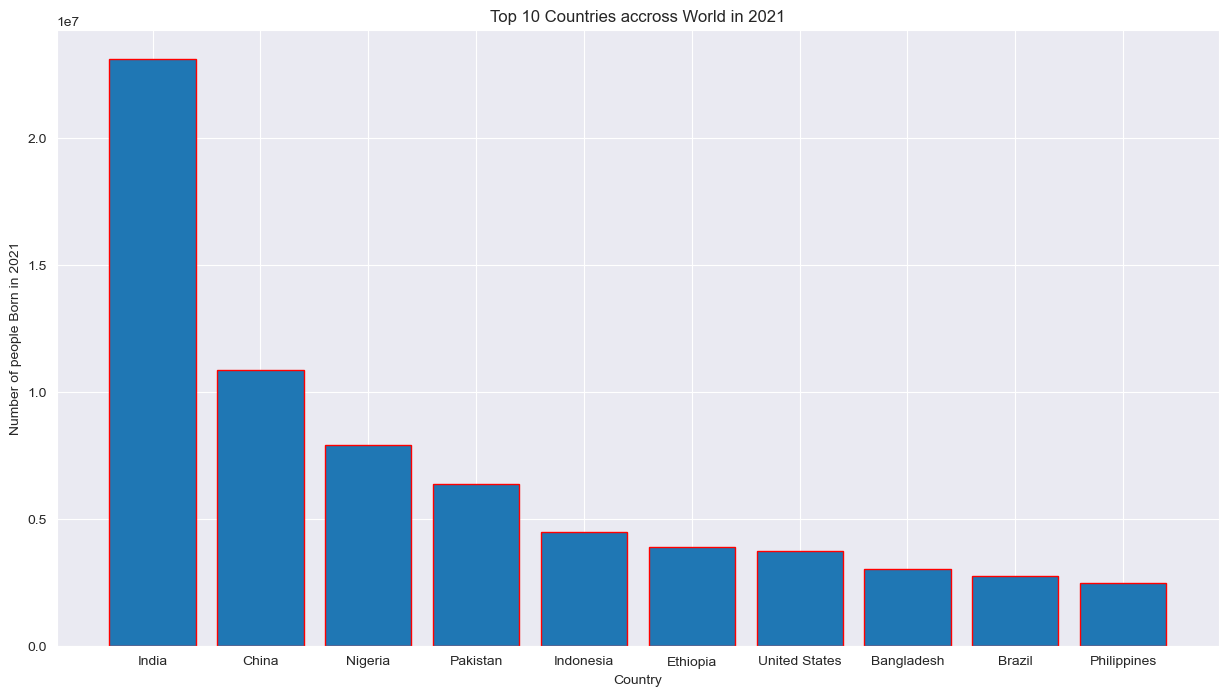 Top 10 Countries accross World in 2021
1e7
Number of people Born in 2021
2.0
1.5
1.0
0.5
0.0
India China Nigeria Pakistan Indonesia Ethiopia United States Bangladesh Brazil Philippines
Country